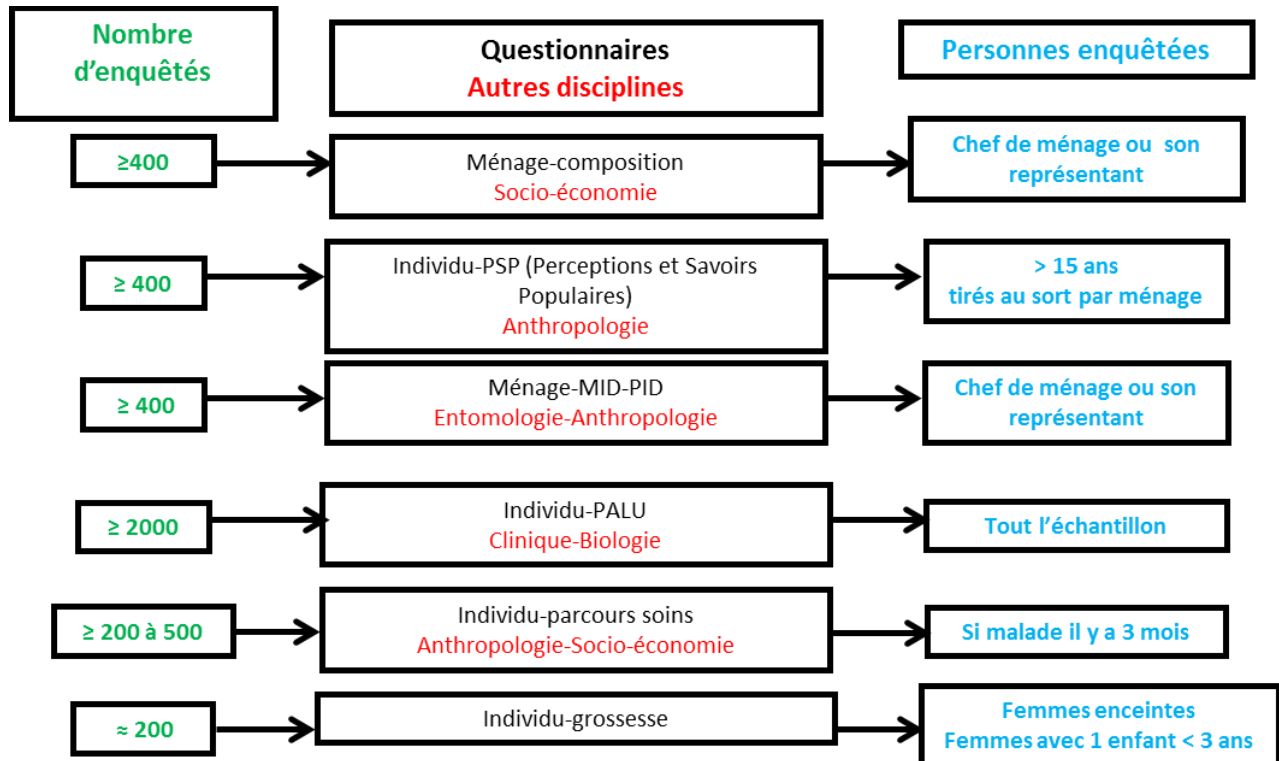 Nombre
d'enquêtés
Questionnaires
Autres disciplines
Personnes enquêtées
≥400
Ménage-composition
Socio-économie
Chef de ménage ou son
représentant
≥ 400
Individu-PSP (Perceptions et Savoirs
Populaires)
Anthropologie
> 15 ans
tirés au sort par ménage
≥ 400
Ménage-MID-PID
Entomologie-Anthropologie
Chef de ménage ou son
représentant
≥ 2000
Individu-PALU
Clinique-Biologie
Tout l'échantillon
≥ 200 à 500
Individu-parcours soins
Anthropologie-Socio-économie
Si malade il y a 3 mois
≈ 200
Individu-grossesse
Femmes enceintes
Femmes avec 1 enfant < 3 ans